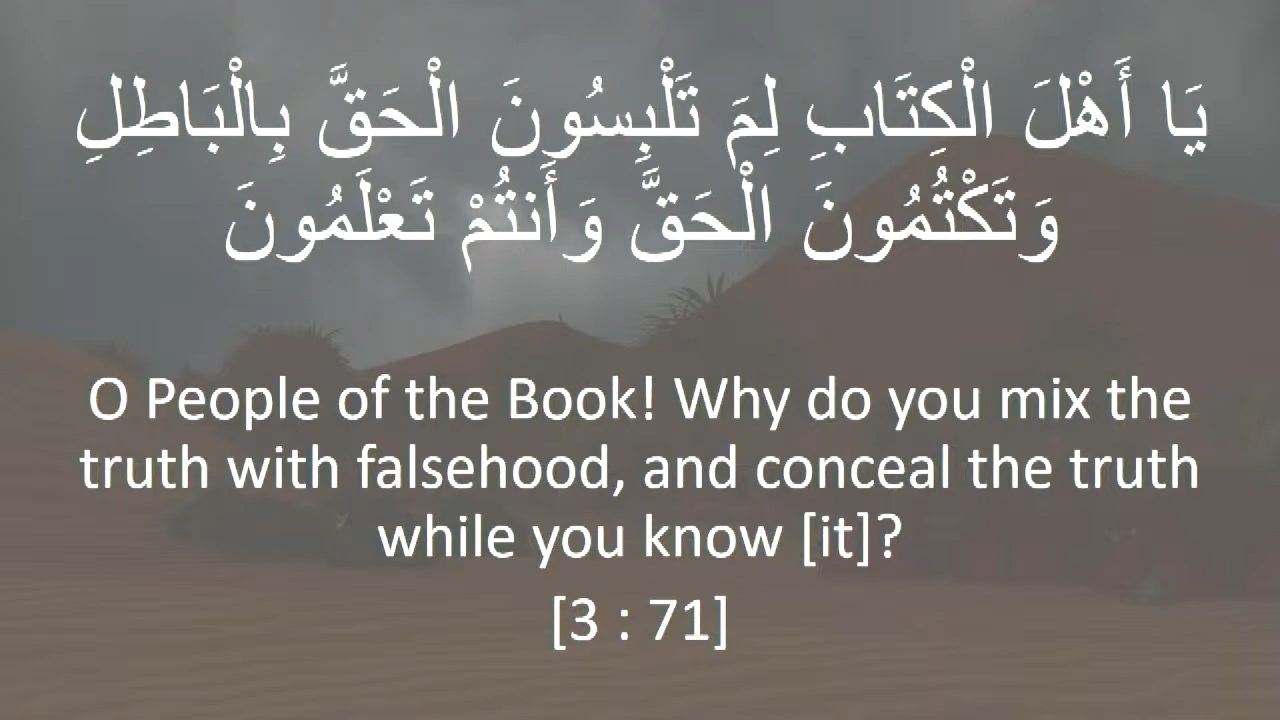 يَا أَهْلَ الْكِتَابِ لِمَ تَلْبِسُونَ الْحَقَّ بِالْبَاطِلِ
وَتَكْتُمُونَ الْحَقَّ وَأَنتُمْ تَعْلَمُونَ
O People of the Book! Why do you mix the
truth with falsehood, and conceal the truth
while you know [it]?
[3 : 71]